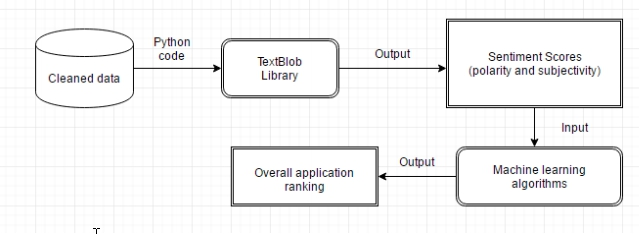 Cleaned data
Python
code
TextBlob
Library
Output
Sentiment Scores
(polarity and subjectivity)
Input
Machine learning
algorithms
Output
Overall application
ranking